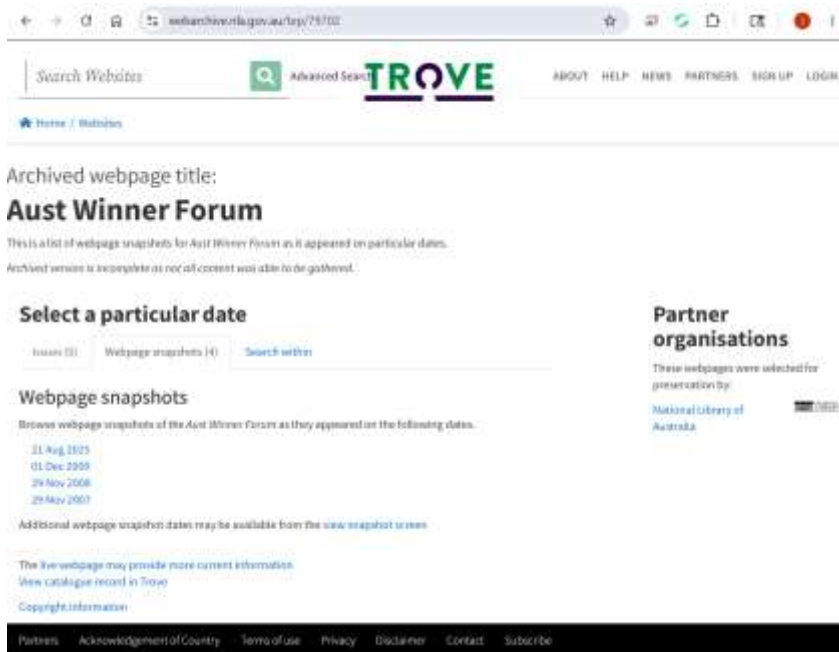 webarchive.nla.gov.au/tep/79702
Search Websites
Advanced Search
TROVE
ABOUT HELP NEWS PARTNERS SIGN UP LOGIN
Home / Websites
Archived webpage title:
Aust Winner Forum
This is a list of webpage snapshots for Aust Winner Forum as it appeared on particular dates.
Archived version is incomplete as not all content was able to be gathered.
Select a particular date
Issues (0) Webpage snapshots (4) Search within
Webpage snapshots
Browse webpage snapshots of the Aust Winner Forum as they appeared on the following dates.
21 Aug 2025
01 Dec 2009
29 Nov 2008
29 Nov 2007
Additional webpage snapshot dates may be available from the view snapshot screen
The live webpage may provide more current information
View catalogue record in Trove
Copyright information
Partner
organisations
These webpages were selected for
preservation by:
National Library of
Australia
Partners Acknowledgement of Country Terms of use Privacy Disclaimer Contact Subscribe